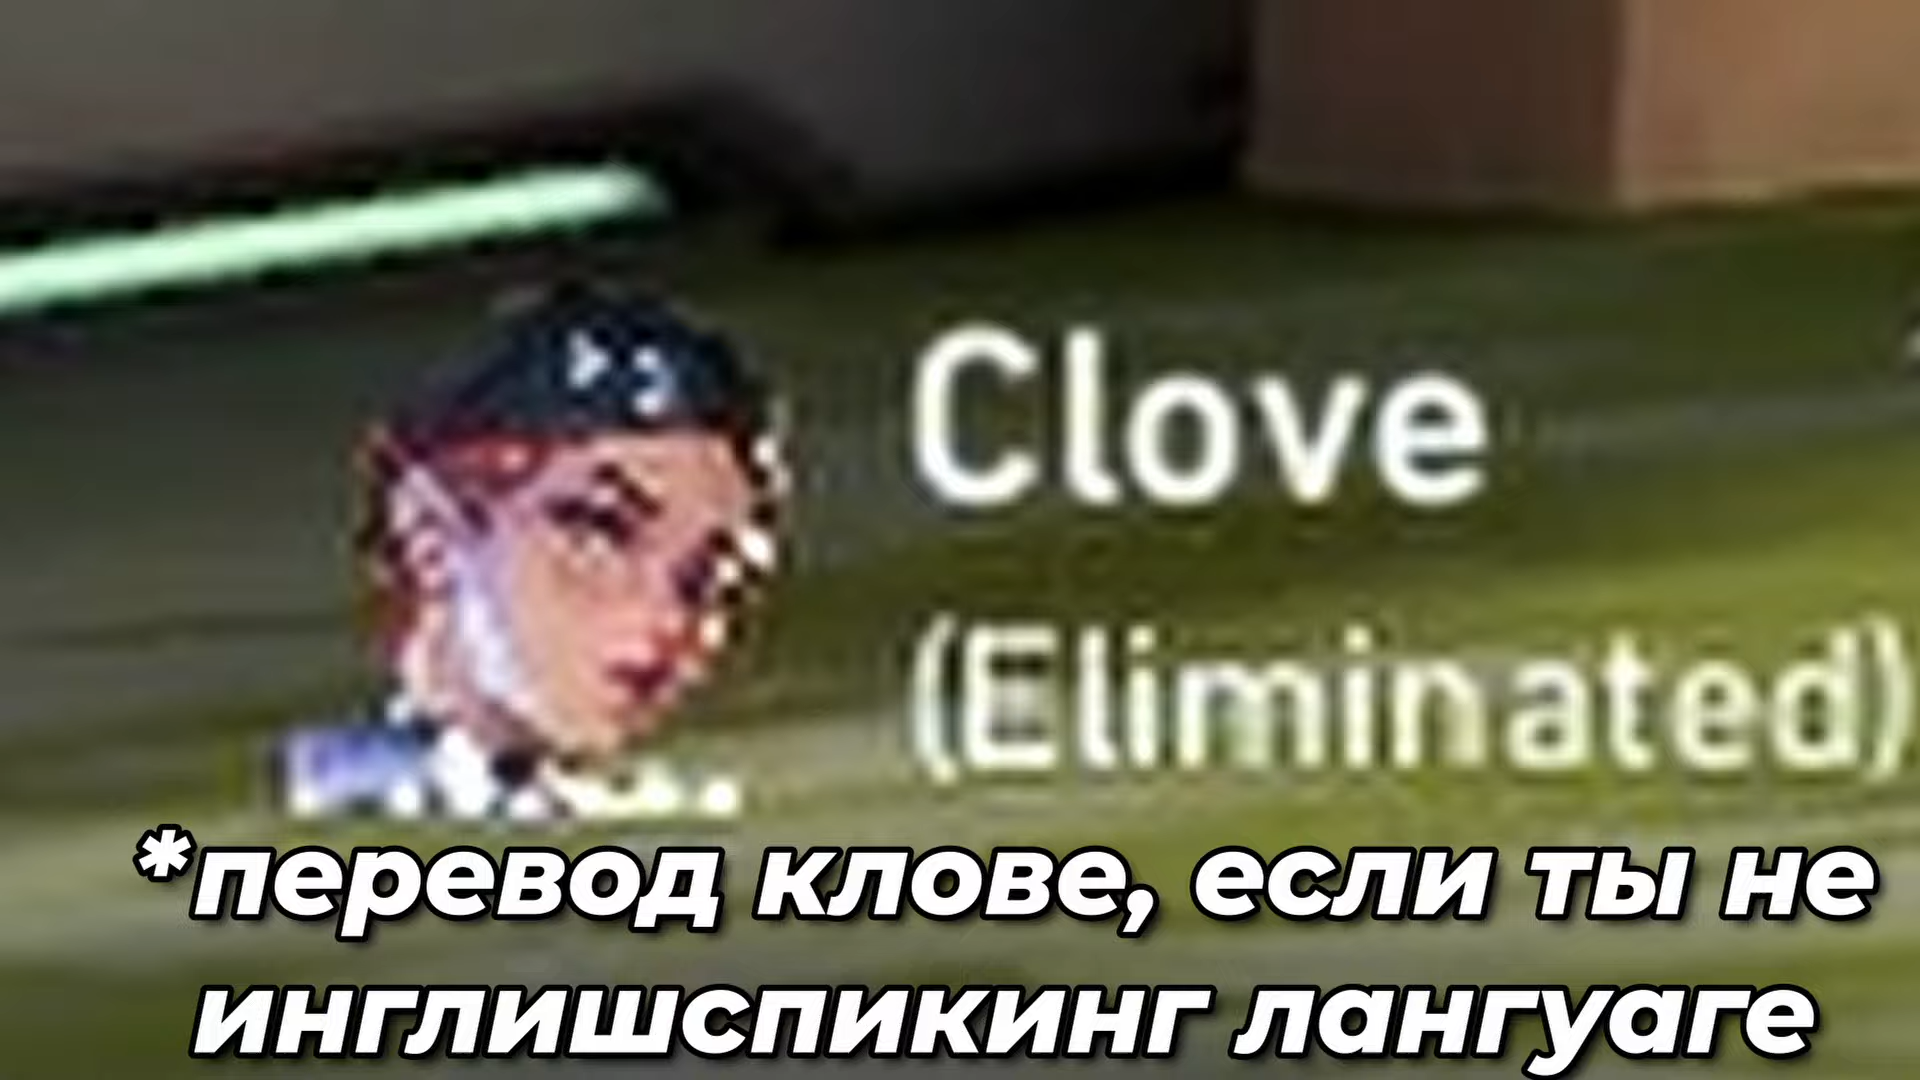 Clove
(Eliminated)
*перевод клове, если ты не
инглишспикинг лангуаге